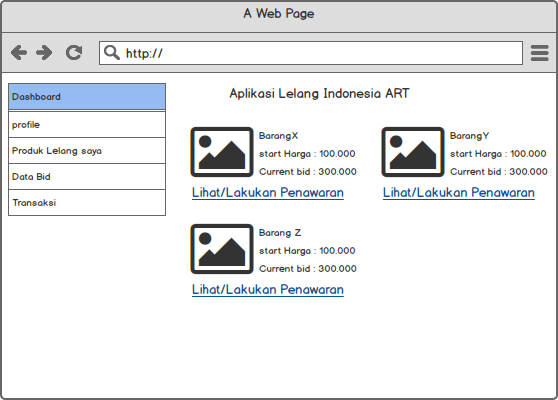 A Web Page
http://
Dashboard
profile
Produk Lelang saya
Data Bid
Transaksi
Aplikasi Lelang Indonesia ART
BarangX
start Harga : 100.000
Current bid : 300.000
Lihat/Lakukan Penawaran
BarangY
start Harga : 100.000
Current bid : 300.000
Lihat/Lakukan Penawaran
Barang Z
start Harga : 100.000
Current bid : 300.000
Lihat/Lakukan Penawaran